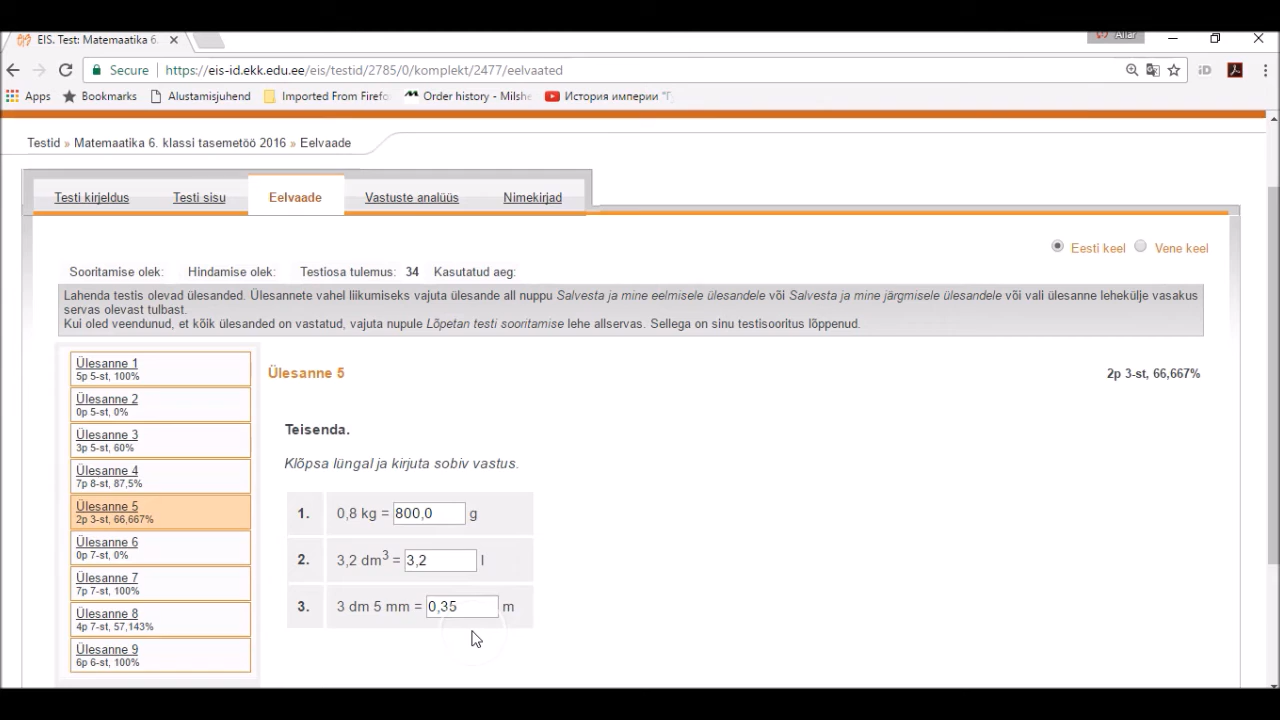 EIS. Test: Matemaatika 6.
Allar
Secure https://eis-id.ekk.edu.ee/eis/testid/2785/0/komplekt/2477/eelvaated
iD
Apps Bookmarks Alustamisjuhend Imported From Firefo Order history - Milshe История империи "Т
Testid » Matemaatika 6. klassi tasemetöö 2016 » Eelvaade
Testi kirjeldus Testi sisu Eelvaade Vastuste analüüs Nimekirjad
Eesti keel Vene keel
Sooritamise olek: Hindamise olek: Testiosa tulemus: 34 Kasutatud aeg:
Lahenda testis olevad ülesanded. Ülesannete vahel liikumiseks vajuta ülesande all nuppu Salvesta ja mine eelmisele ülesandele või Salvesta ja mine järgmisele ülesandele või vali ülesanne lehekülje vasakus
servas olevast tulbast.
Kui oled veendunud, et kõik ülesanded on vastatud, vajuta nupule Lõpetan testi sooritamise lehe allservas. Sellega on sinu testisooritus lõppenud.
Ülesanne 1
5p 5-st, 100%
Ülesanne 2
0p 5-st, 0%
Ülesanne 3
3p 5-st, 60%
Ülesanne 4
7p 8-st, 87,5%
Ülesanne 5
2p 3-st, 66,667%
Ülesanne 6
0p 7-st, 0%
Ülesanne 7
7p 7-st, 100%
Ülesanne 8
4p 7-st, 57,143%
Ülesanne 9
6p 6-st, 100%
Ülesanne 5 2p 3-st, 66,667%
Teisenda.
Klõpsa lüngal ja kirjuta sobiv vastus.
1. 0,8 kg = 800,0 g
2. 3,2 dm³ = 3,2 l
3. 3 dm 5 mm = 0,35 m